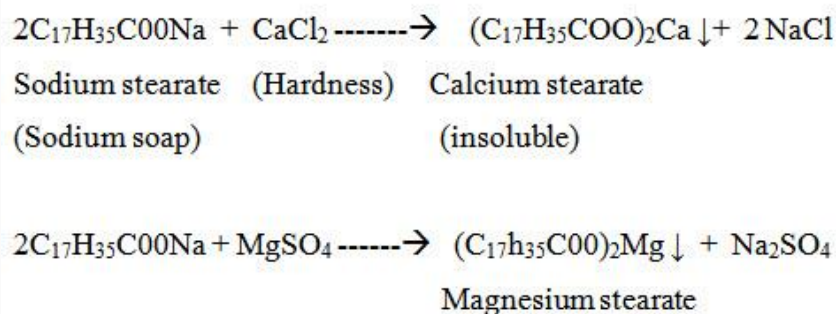 2C₁₇H₃₅C00Na + CaCl₂ -------→ (C₁₇H₃₅COO)₂Ca ↓+ 2 NaCl
Sodium stearate (Hardness) Calcium stearate
(Sodium soap) (insoluble)
2C₁₇H₃₅C00Na + MgSO₄ ------→ (C₁₇h₃₅C00)₂Mg ↓ + Na₂SO₄
Magnesium stearate